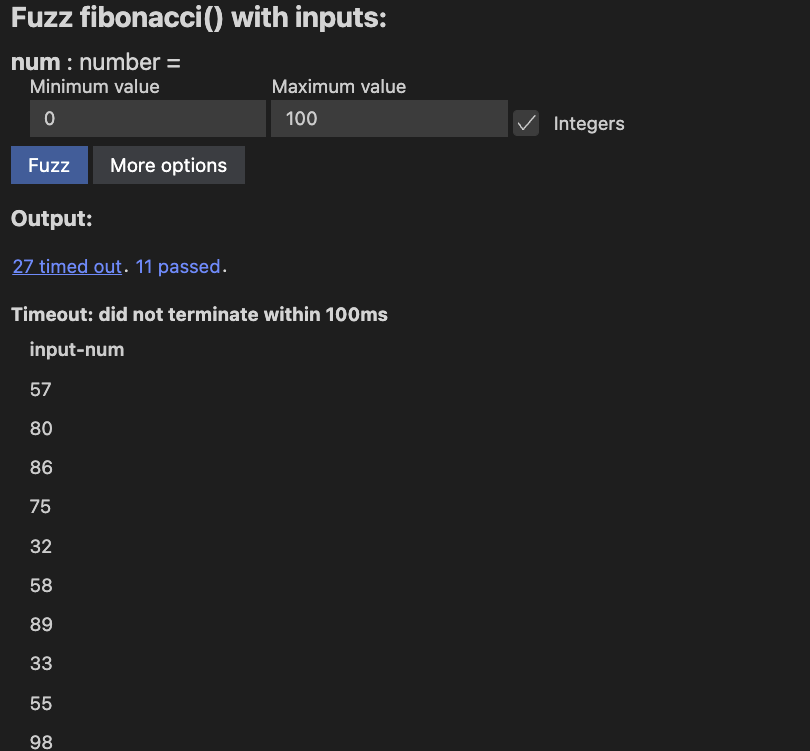 Fuzz fibonacci() with inputs:
num : number =
Minimum value Maximum value
0 100 Integers
Fuzz More options
Output:
27 timed out. 11 passed.
Timeout: did not terminate within 100ms
input-num
57
80
86
75
32
58
89
33
55
98